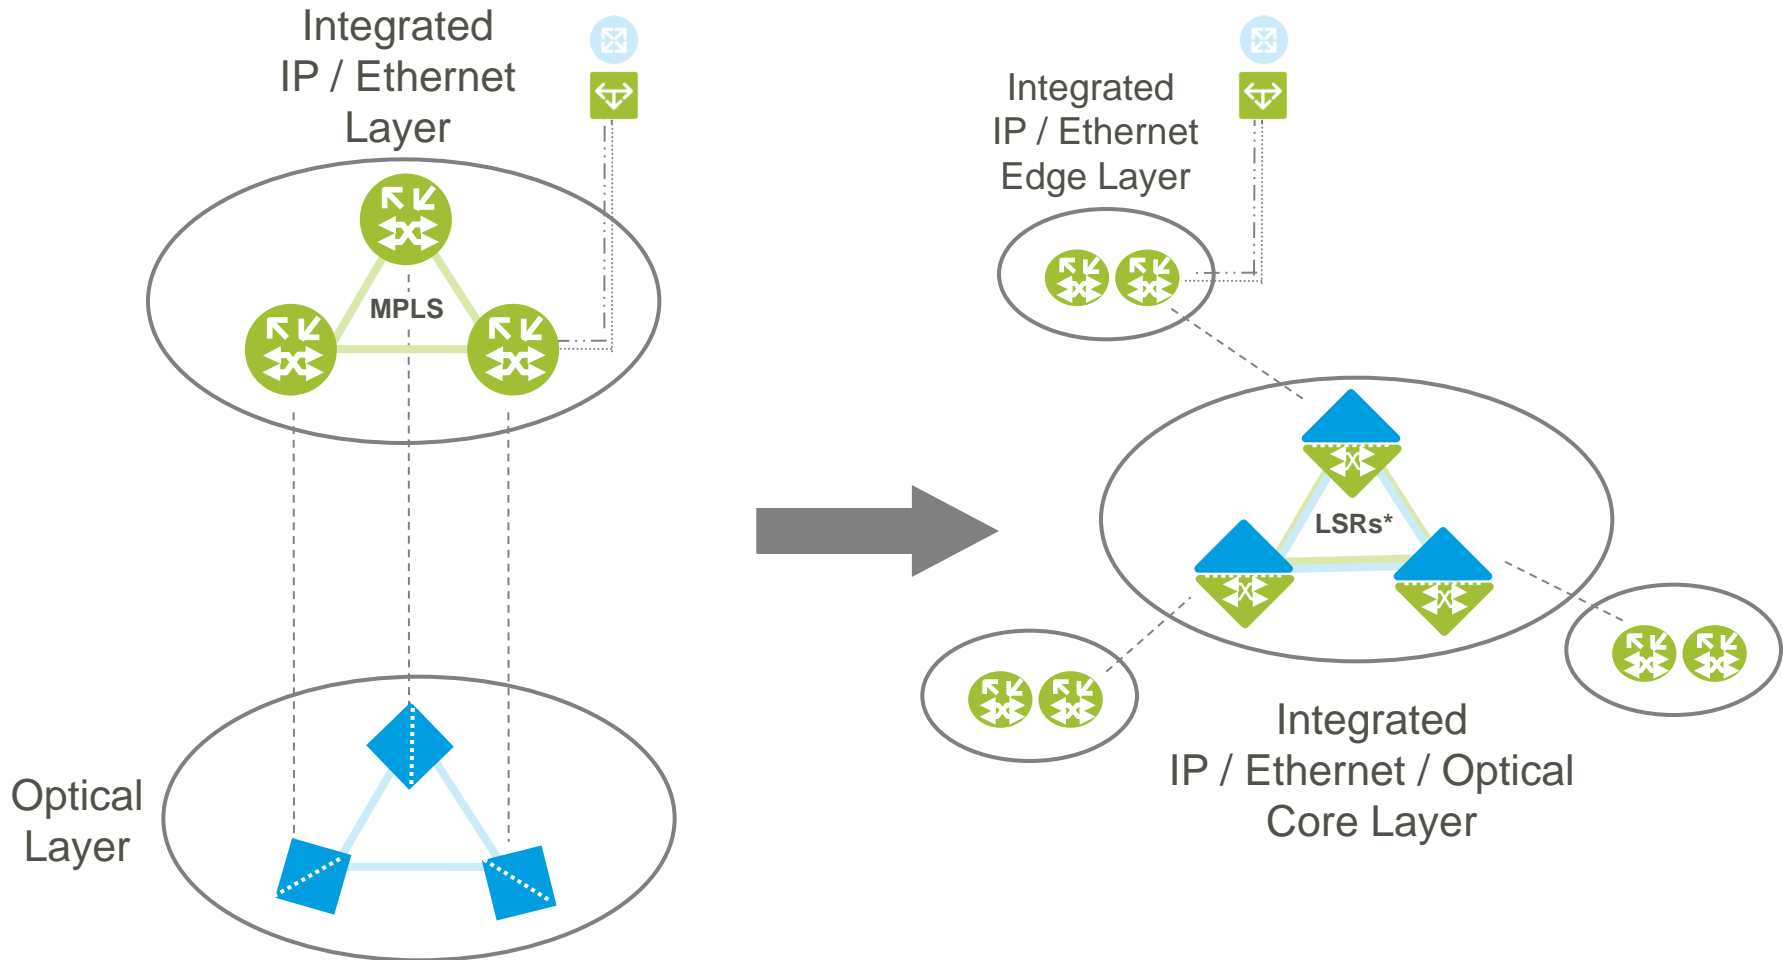 Integrated
IP / Ethernet
Layer
MPLS
Optical
Layer
Integrated
IP / Ethernet
Edge Layer
LSRs*
Integrated
IP / Ethernet / Optical
Core Layer